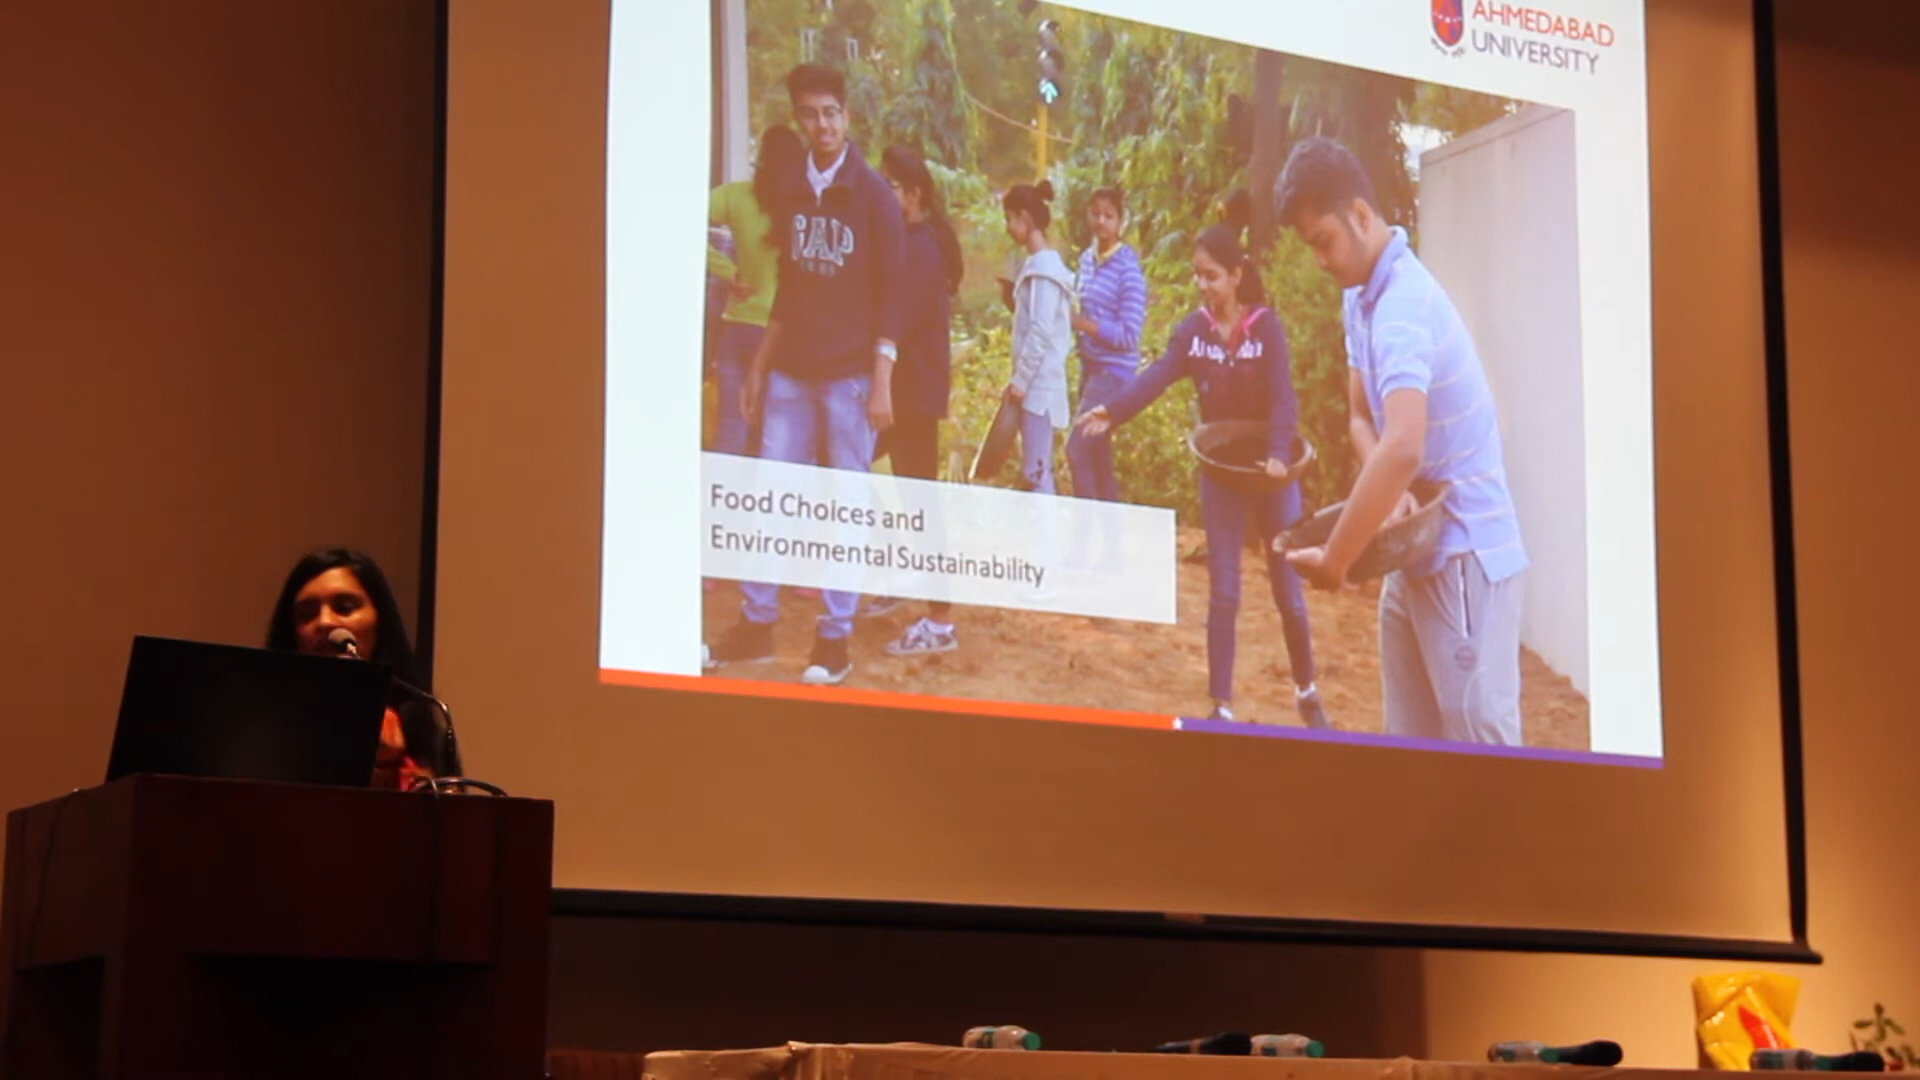 AHMEDABAD
UNIVERSITY
GAP
Food Choices and
Environmental Sustainability